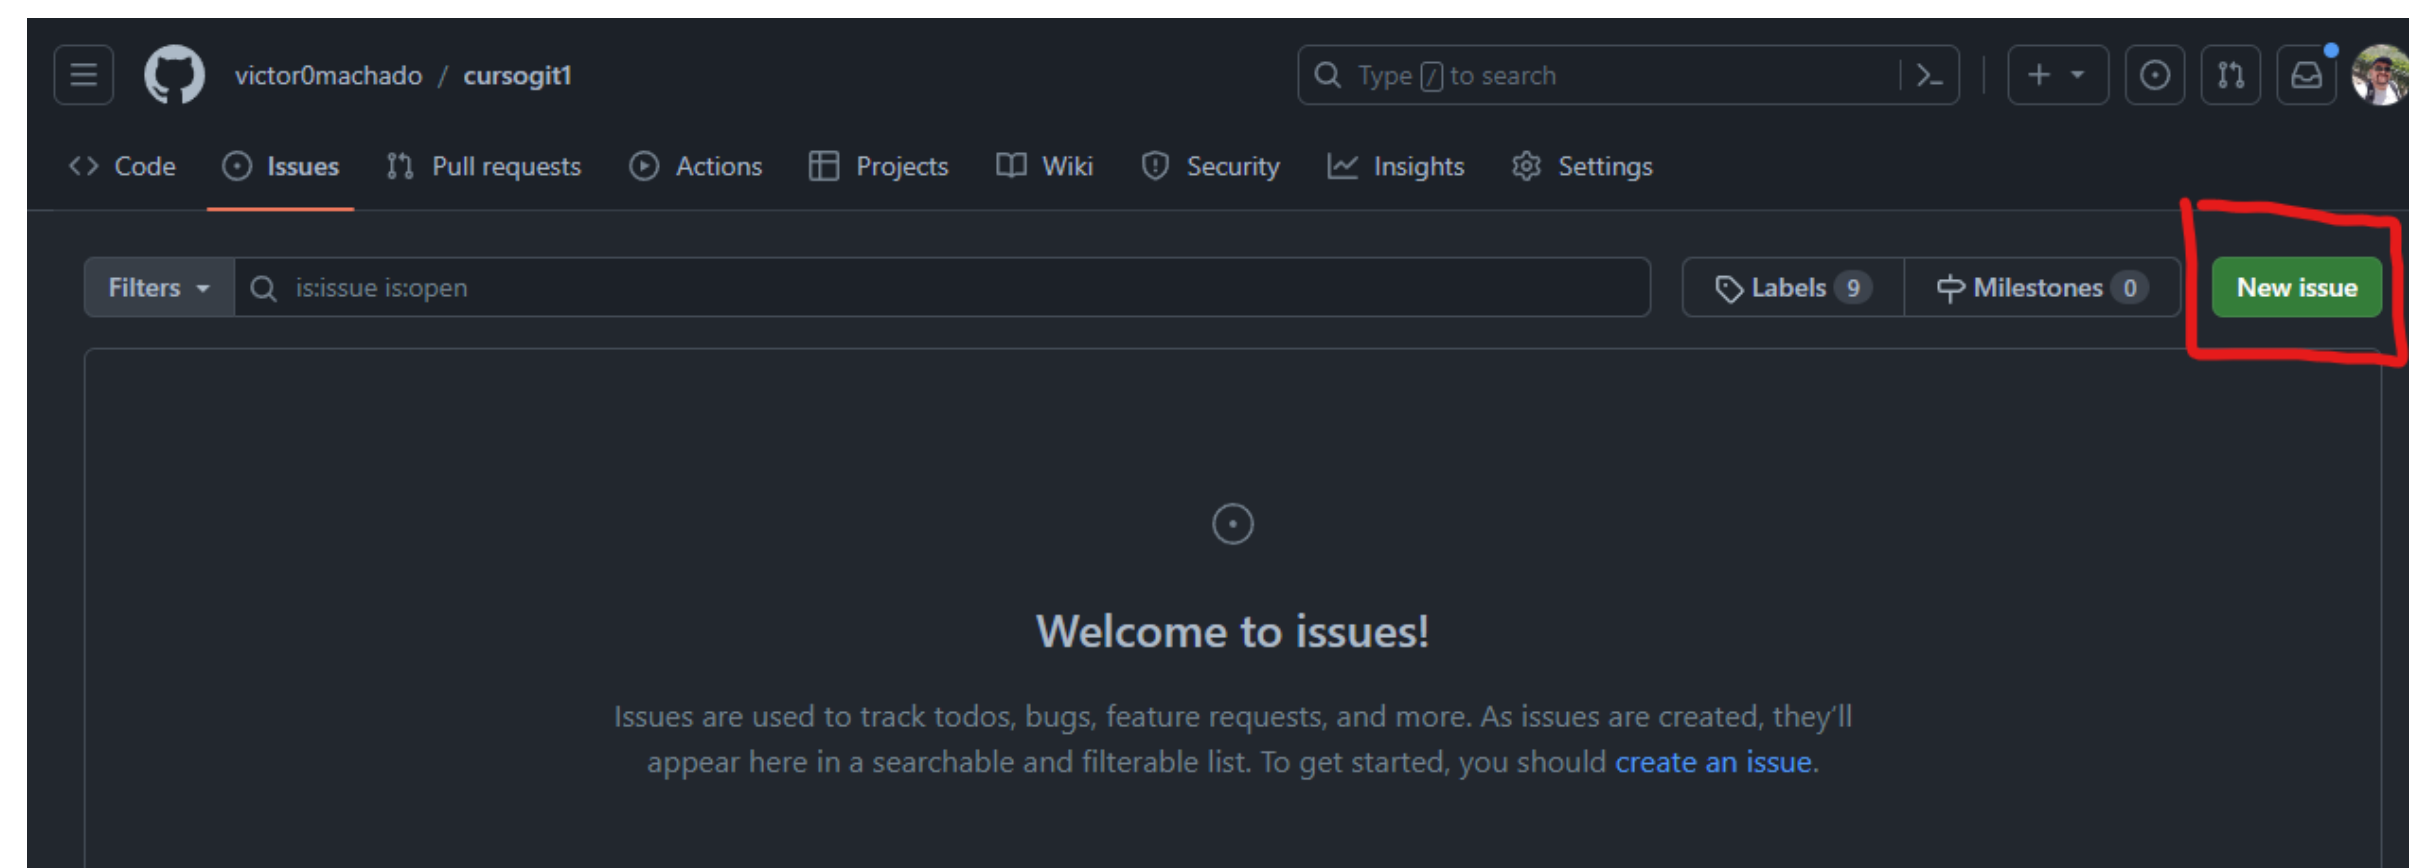 victor0machado / cursogit1
Type / to search
Code Issues Pull requests Actions Projects Wiki Security Insights Settings
Filters is:issue is:open Labels 9 Milestones 0 New issue
Welcome to issues!
Issues are used to track todos, bugs, feature requests, and more. As issues are created, they’ll
appear here in a searchable and filterable list. To get started, you should create an issue.